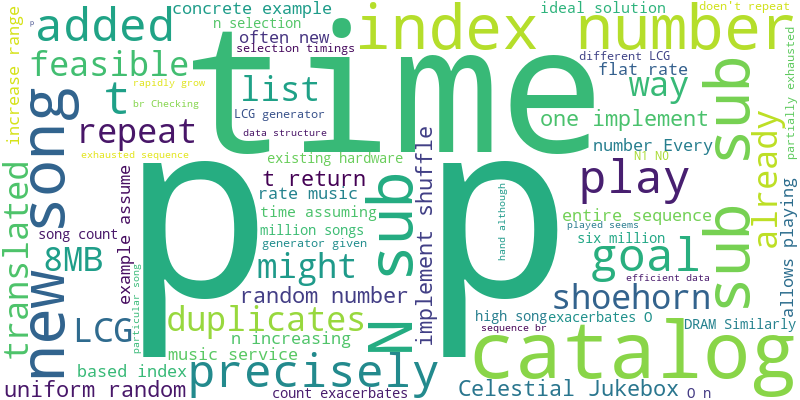 concrete example
n selection
ideal solution
doen't repeat
added
often new
selection timings
index number
different LCG
flat rate
partially exhausted
increase range
feasible
time
rapidly grow
br Checking
t
list
way
sub sub
LCG generator
data structure
one implement
already
new song
repeat
number Every
exhausted sequence
existing hardware
NT NO
p p
translated
t return
N sub
implement shuffle
play
hand although
allows playing
example assume
rate music
time assuming
entire sequence
played seems
song count
million songs
six million
8MB
generator given
goal
particular song
might
efficient data
random number
shoehorn
LCG
duplicates
high song
exacerbates O
DRAM Similarly
sequence br
n increasing
music service
catalog
based index
precisely
uniform random
count exacerbates
Celestial Jukebox
O n
p